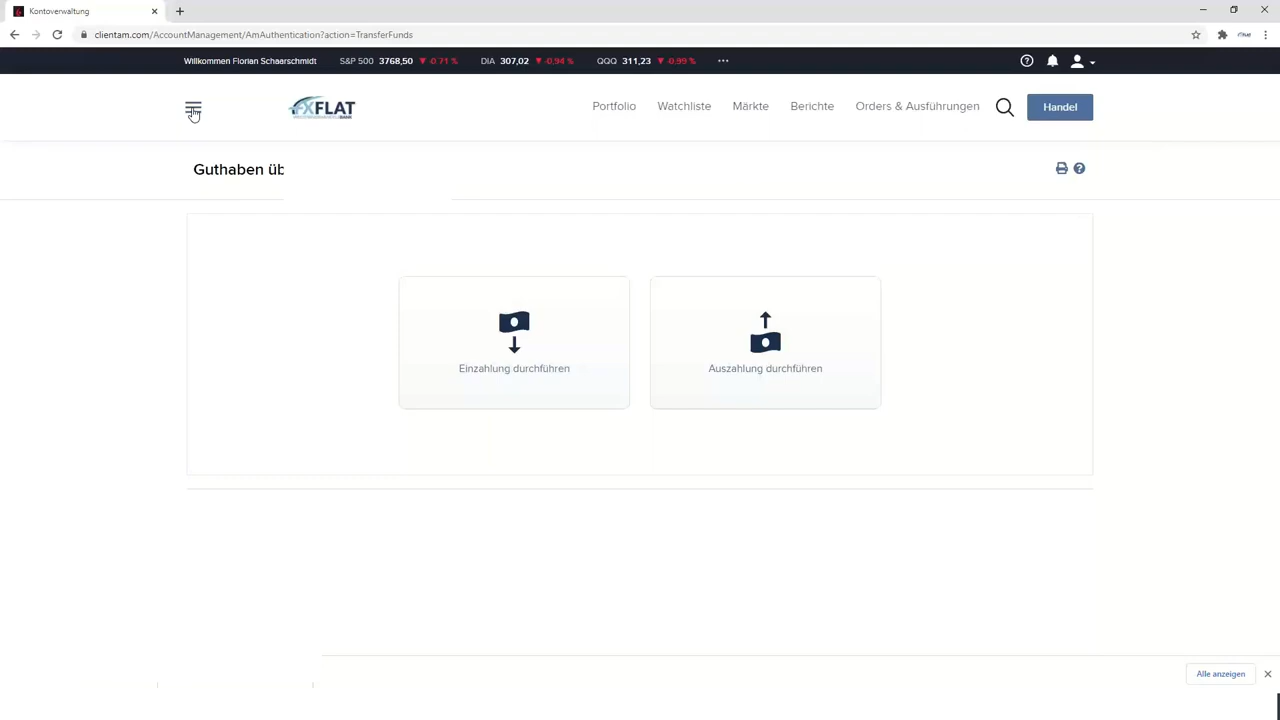 Kontoverwaltung
clientam.com/AccountManagement/AmAuthentication?action=TransferFunds
Willkommen Florian Schaarschmidt S&P 500 3768,50 ▼ -0.71 % DIA 307,02 ▼ -0,94 % QQQ 311,23 ▼ -0.99 % •••
FXFLAT Portfolio Watchliste Märkte Berichte Orders & Ausführungen Handel
BANK
Guthaben üb
Einzahlung durchführen Auszahlung durchführen
Alle anzeigen